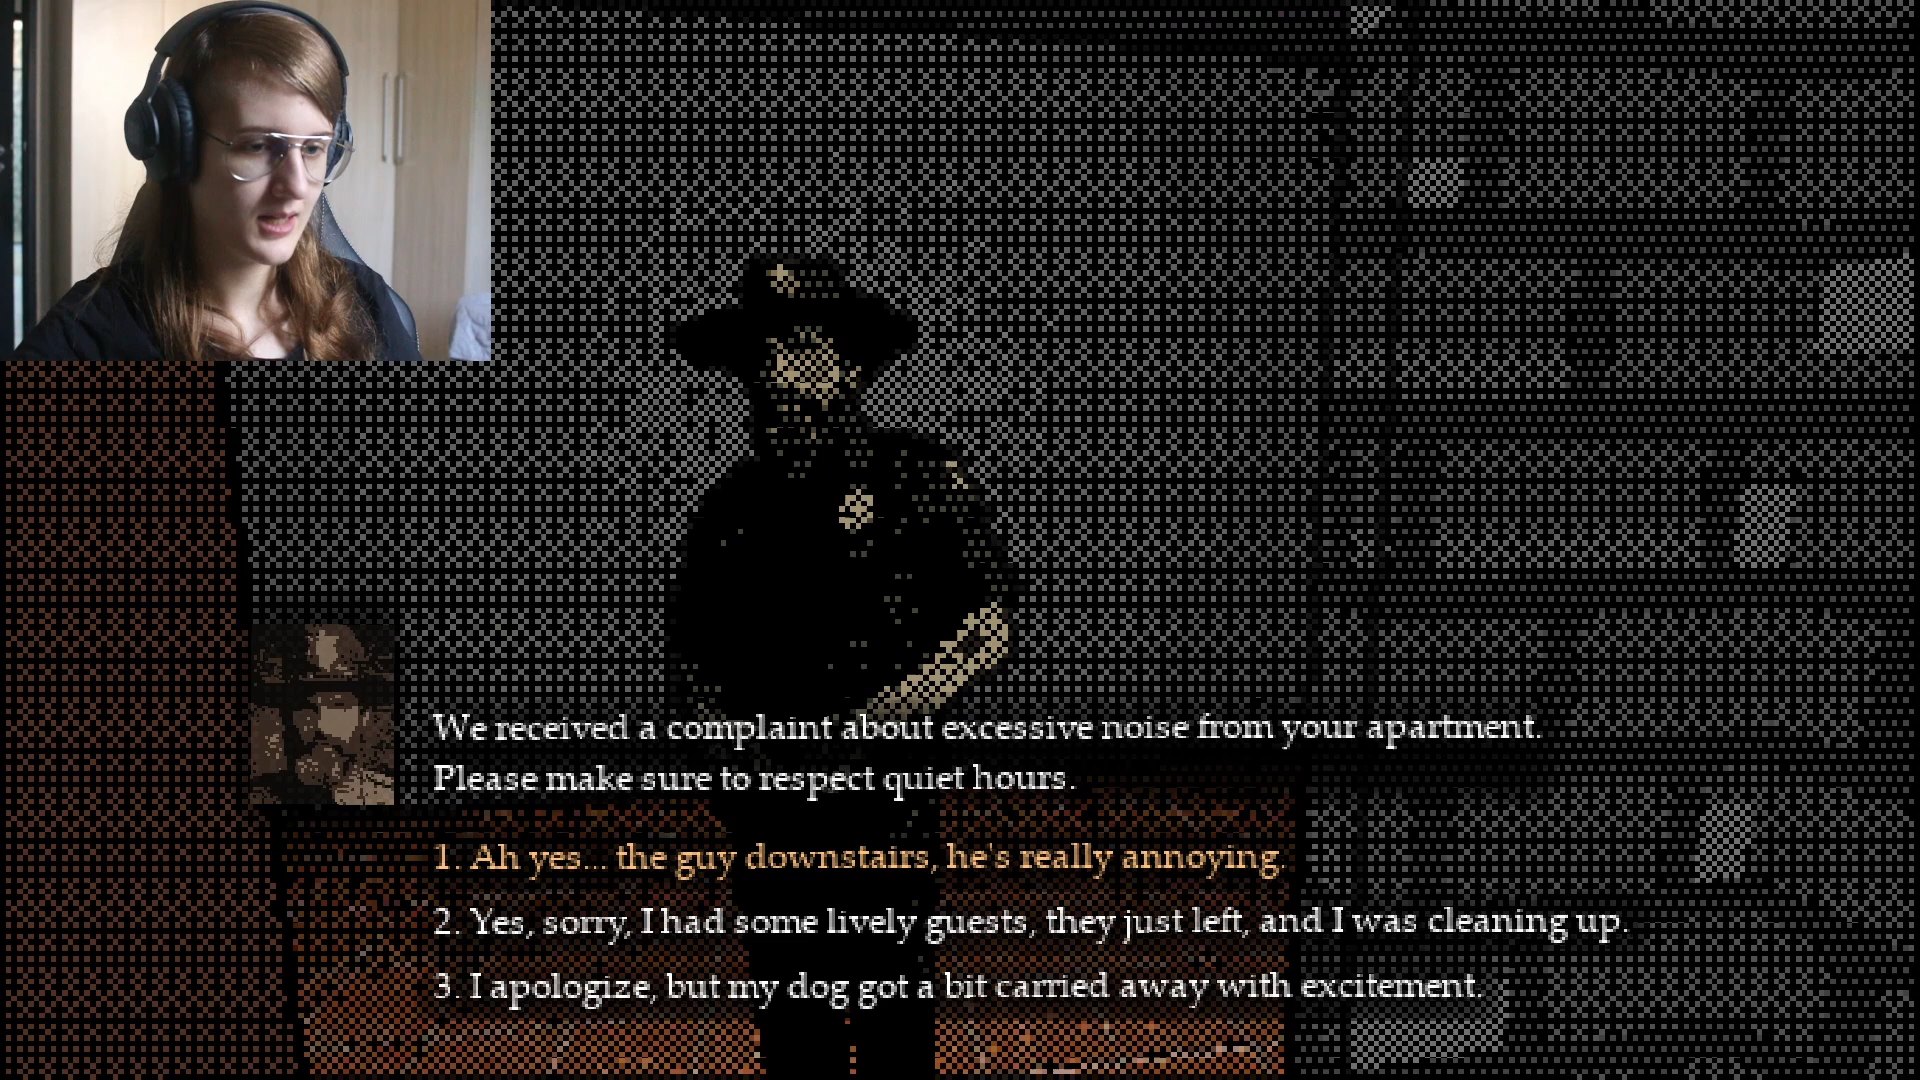 We received a complaint about excessive noise from your apartment.
Please make sure to respect quiet hours.
1. Ah yes... the guy downstairs, he's really annoying.
2. Yes, sorry, I had some lively guests, they just left, and I was cleaning up.
3. I apologize, but my dog got a bit carried away with excitement.